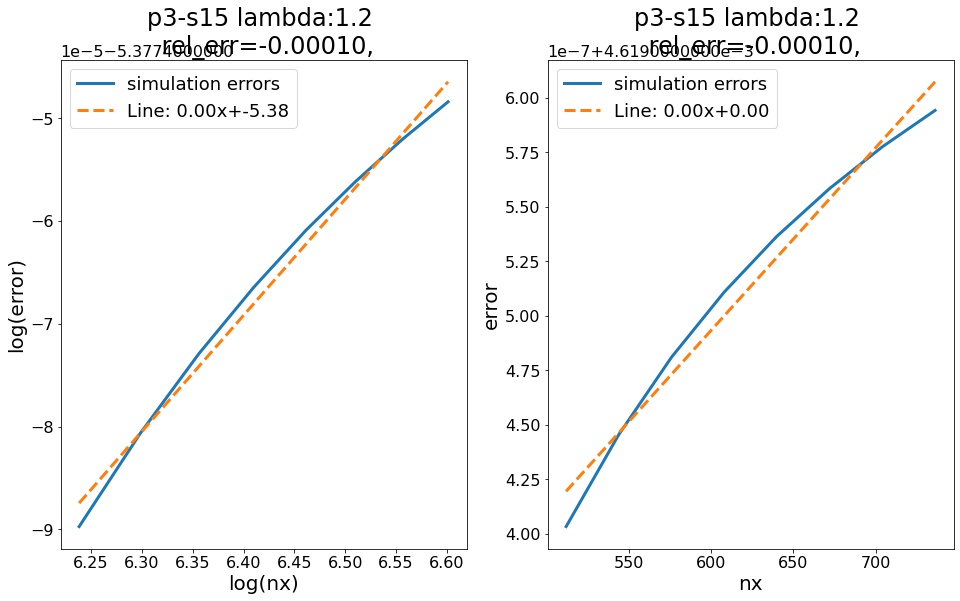 p3-s15 lambda:1.2
rel_err=-0.00010,
1e−5−5.3774000000
simulation errors
Line: 0.00x+-5.38
−5
−6
−7
−8
−9
log(error)
6.25
6.30
6.35
6.40
6.45
6.50
6.55
6.60
log(nx)
p3-s15 lambda:1.2
rel_err=-0.00010,
1e−7+4.6190000000e−3
simulation errors
Line: 0.00x+0.00
6.00
5.75
5.50
5.25
5.00
4.75
4.50
4.25
4.00
error
550
600
650
700
nx